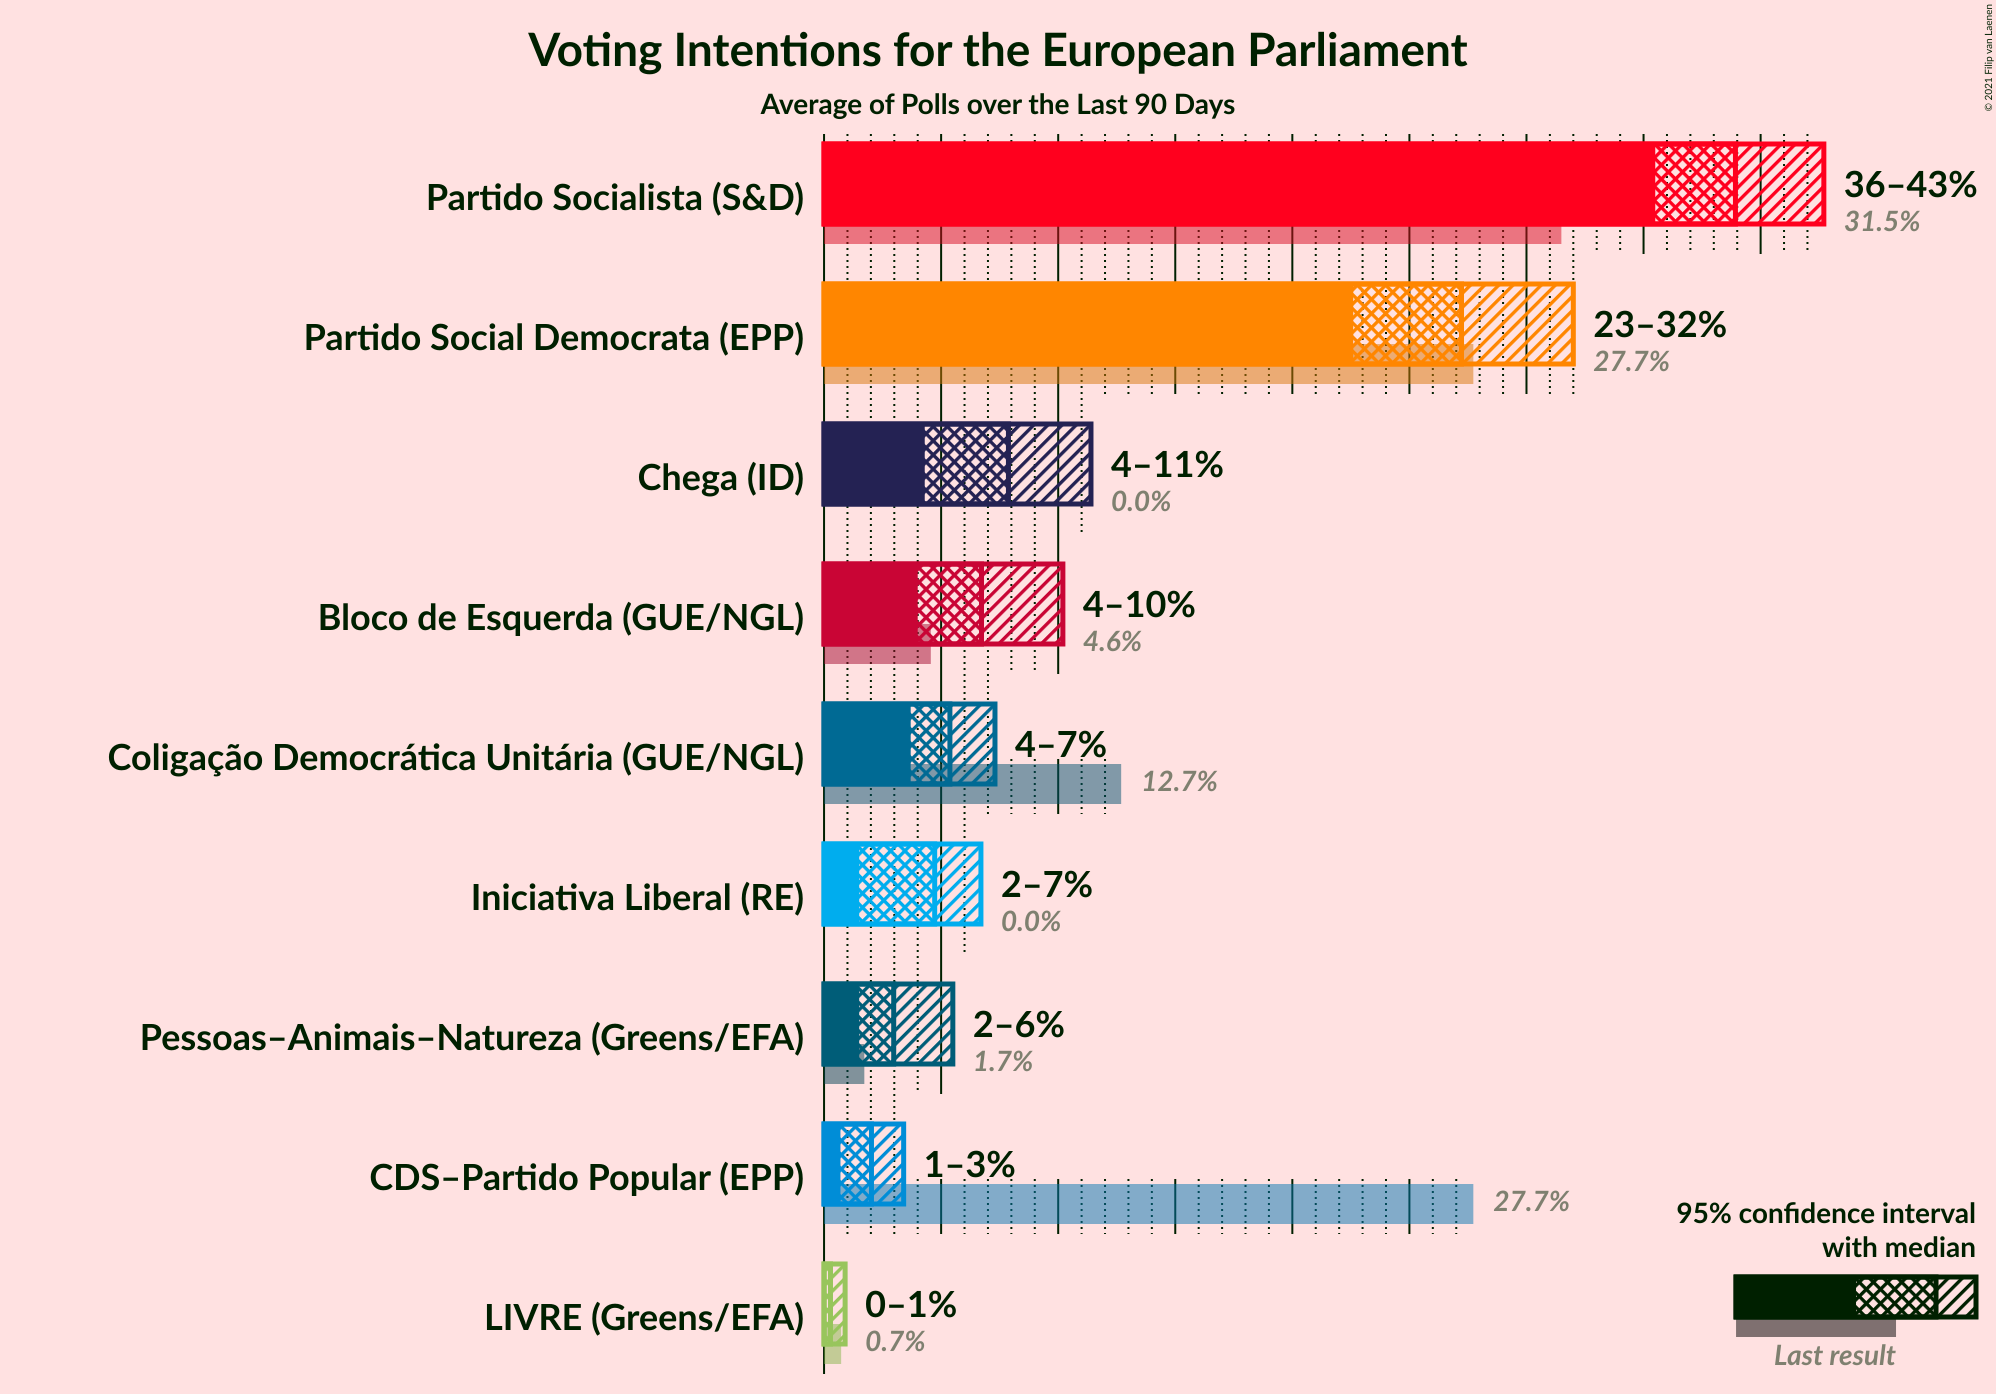 © 2021 Filip van Laenen
Voting Intentions for the European Parliament
Average of Polls over the Last 90 Days
Partido Socialista (S&D)
36–43%
31.5%
Partido Social Democrata (EPP)
23–32%
27.7%
Chega (ID)
4–11%
0.0%
Bloco de Esquerda (GUE/NGL)
4–10%
4.6%
Coligação Democrática Unitária (GUE/NGL)
4–7%
12.7%
Iniciativa Liberal (RE)
2–7%
0.0%
Pessoas–Animais–Natureza (Greens/EFA)
2–6%
1.7%
CDS–Partido Popular (EPP)
1–3%
27.7%
LIVRE (Greens/EFA)
0–1%
0.7%
95% confidence interval
with median
Last result